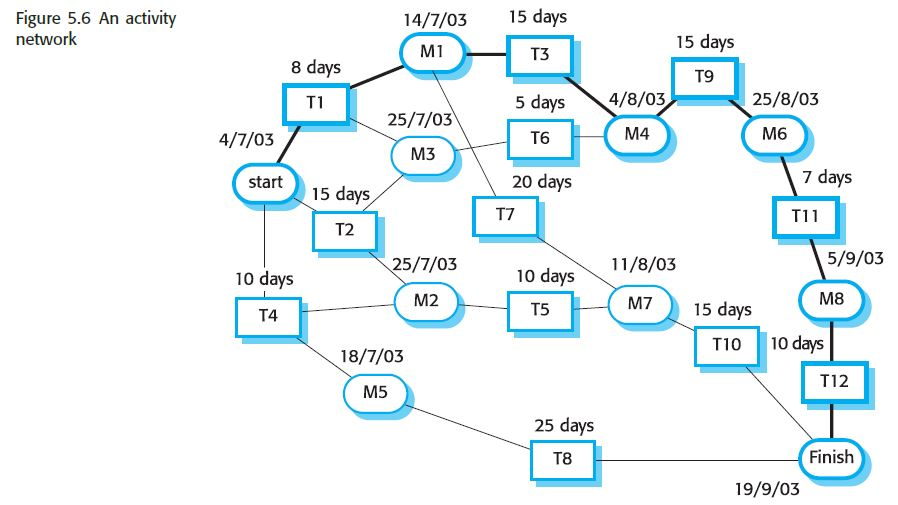 Figure 5.6 An activity
network
14/7/03
15 days
M1
T3
15 days
8 days
T9
T1
5 days
4/8/03
25/8/03
25/7/03
4/7/03
T6
M4
M6
M3
start
15 days
20 days
7 days
T2
T7
T11
25/7/03
11/8/03
5/9/03
10 days
10 days
M2
M7
M8
T4
T5
15 days
T10
10 days
18/7/03
T12
M5
25 days
T8
Finish
19/9/03